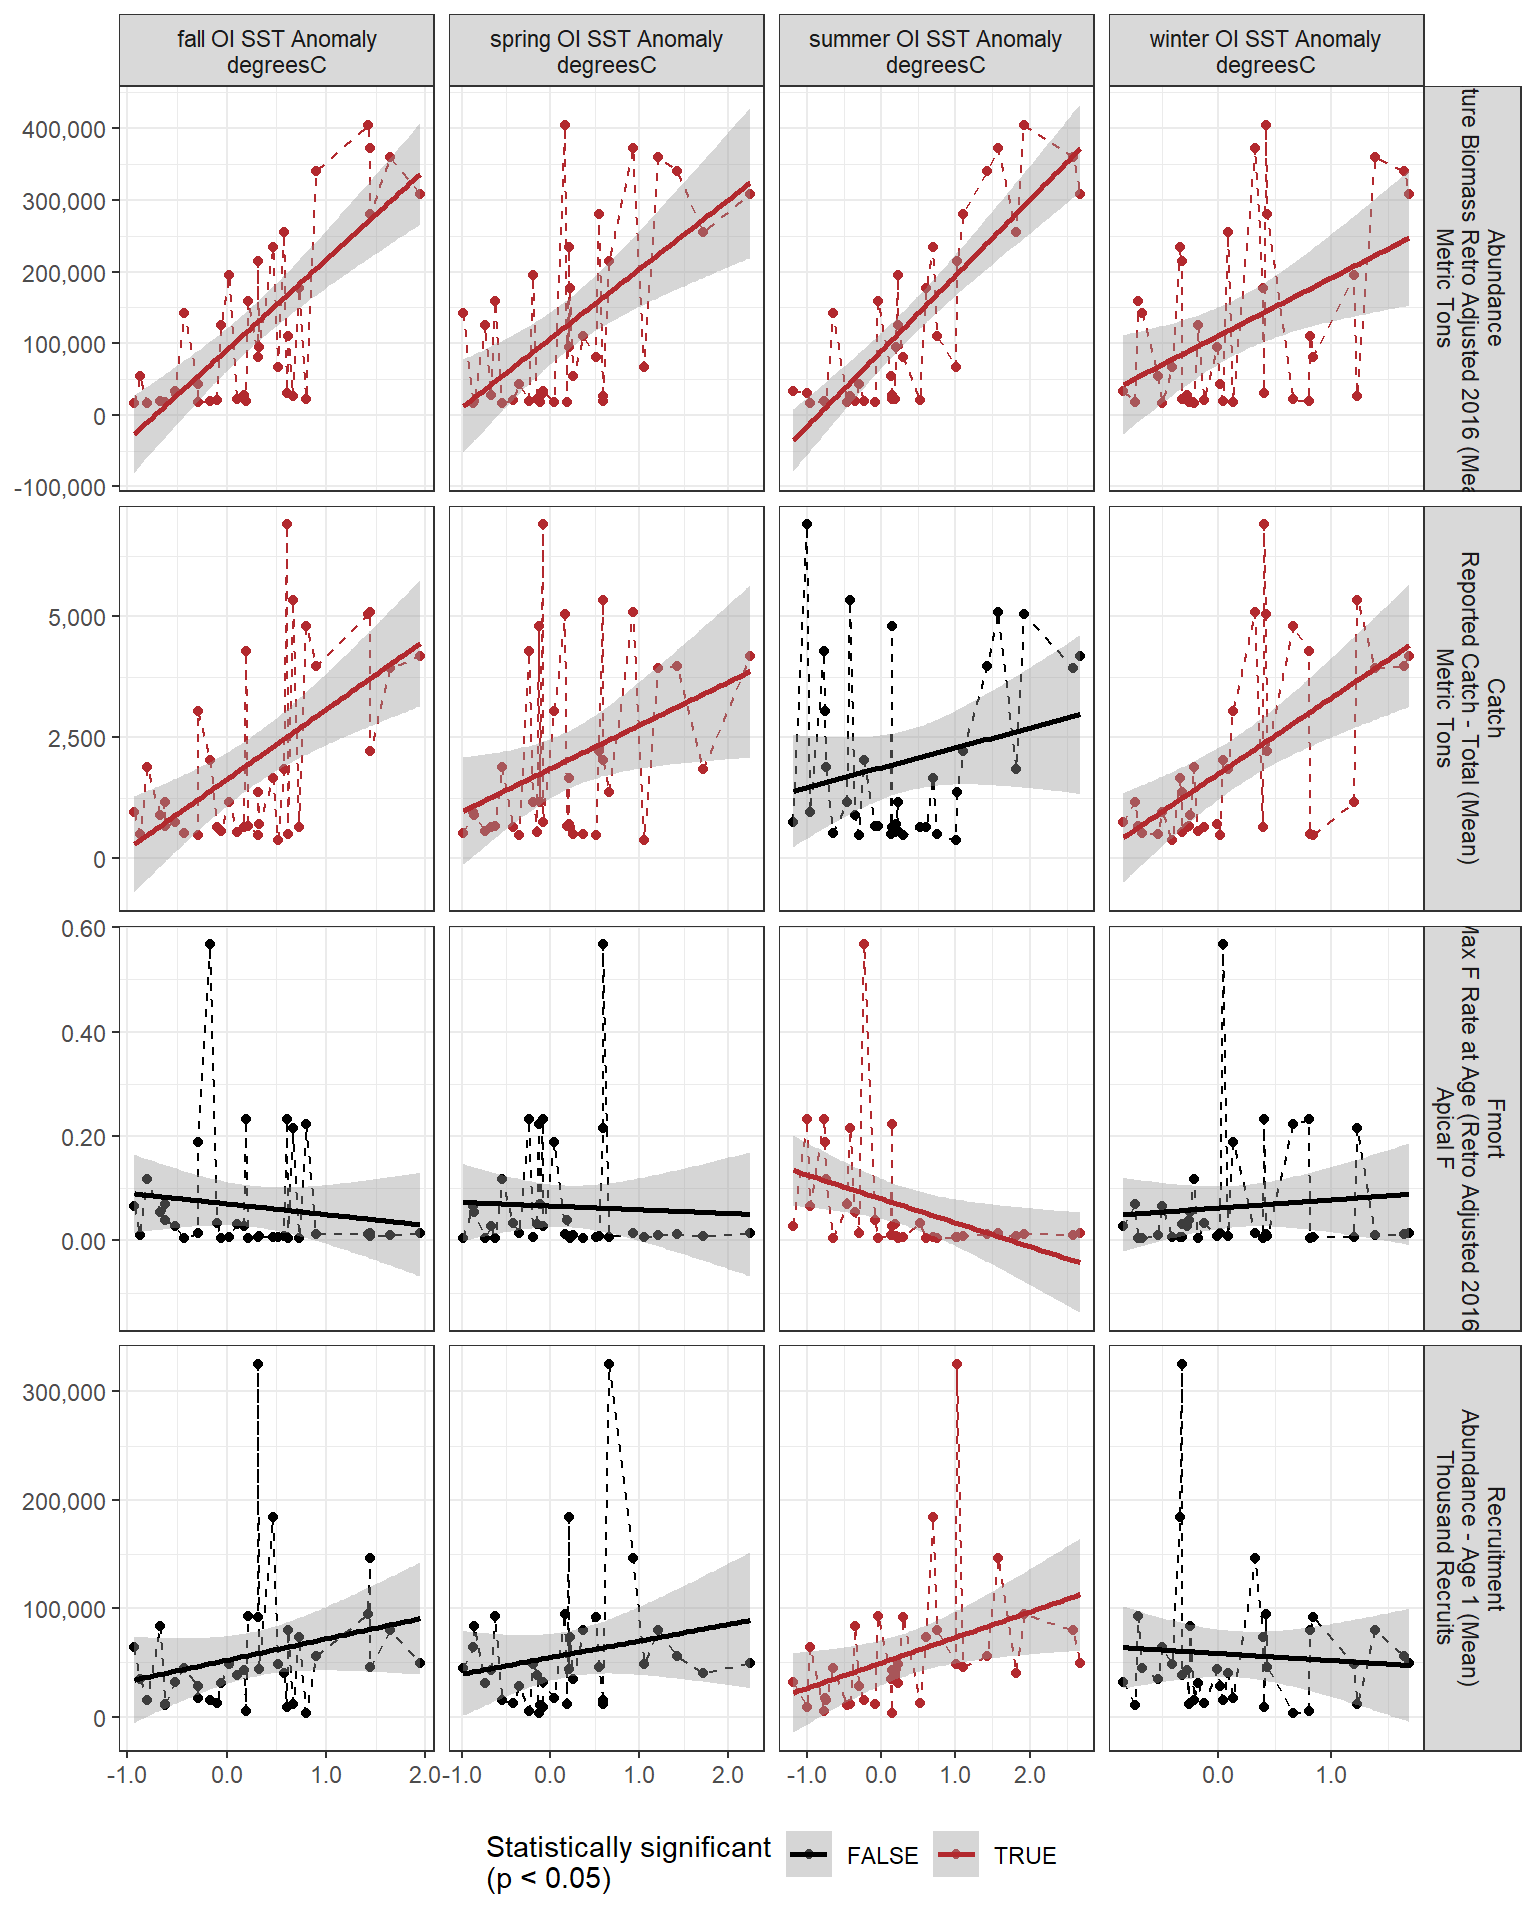 fall OI SST Anomaly
degreesC
spring OI SST Anomaly
degreesC
summer OI SST Anomaly
degreesC
winter OI SST Anomaly
degreesC
400,000
300,000
200,000
100,000
0
-100,000
Abundance
Biomass Retro Adjusted 2016
Metric Tons
5,000
2,500
0
Catch
Reported Catch - Total (Mean)
Metric Tons
0.60
0.40
0.20
0.00
Fmort
Max F Rate at Age (Retro Adjusted 2016
Apical F
300,000
200,000
100,000
0
Recruitment
Abundance - Age 1 (Mean)
Thousand Recruits
-1.0 0.0 1.0 2.0
-1.0 0.0 1.0 2.0
-1.0 0.0 1.0 2.0
0.0 1.0
Statistically significant
(p < 0.05)
FALSE
TRUE